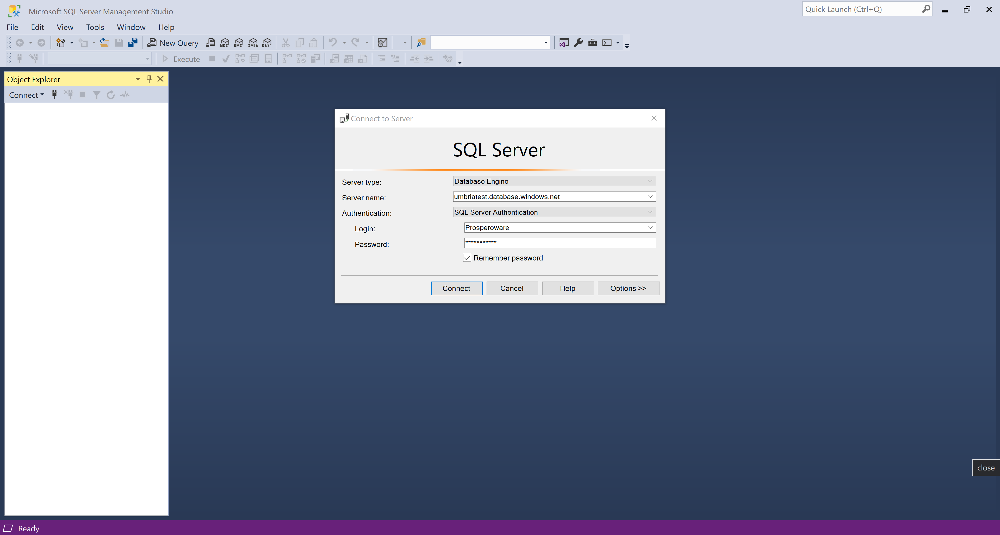 Microsoft SQL Server Management Studio
Quick Launch (Ctrl+Q)
File Edit View Tools Window Help
New Query MDX DMX XMLA DAX
Execute
Object Explorer
Connect
Connect to Server
SQL Server
Server type: Database Engine
Server name: umbriatest.database.windows.net
Authentication: SQL Server Authentication
Login: Prosperoware
Password: ***********
Remember password
Connect Cancel Help Options >>
close
Ready